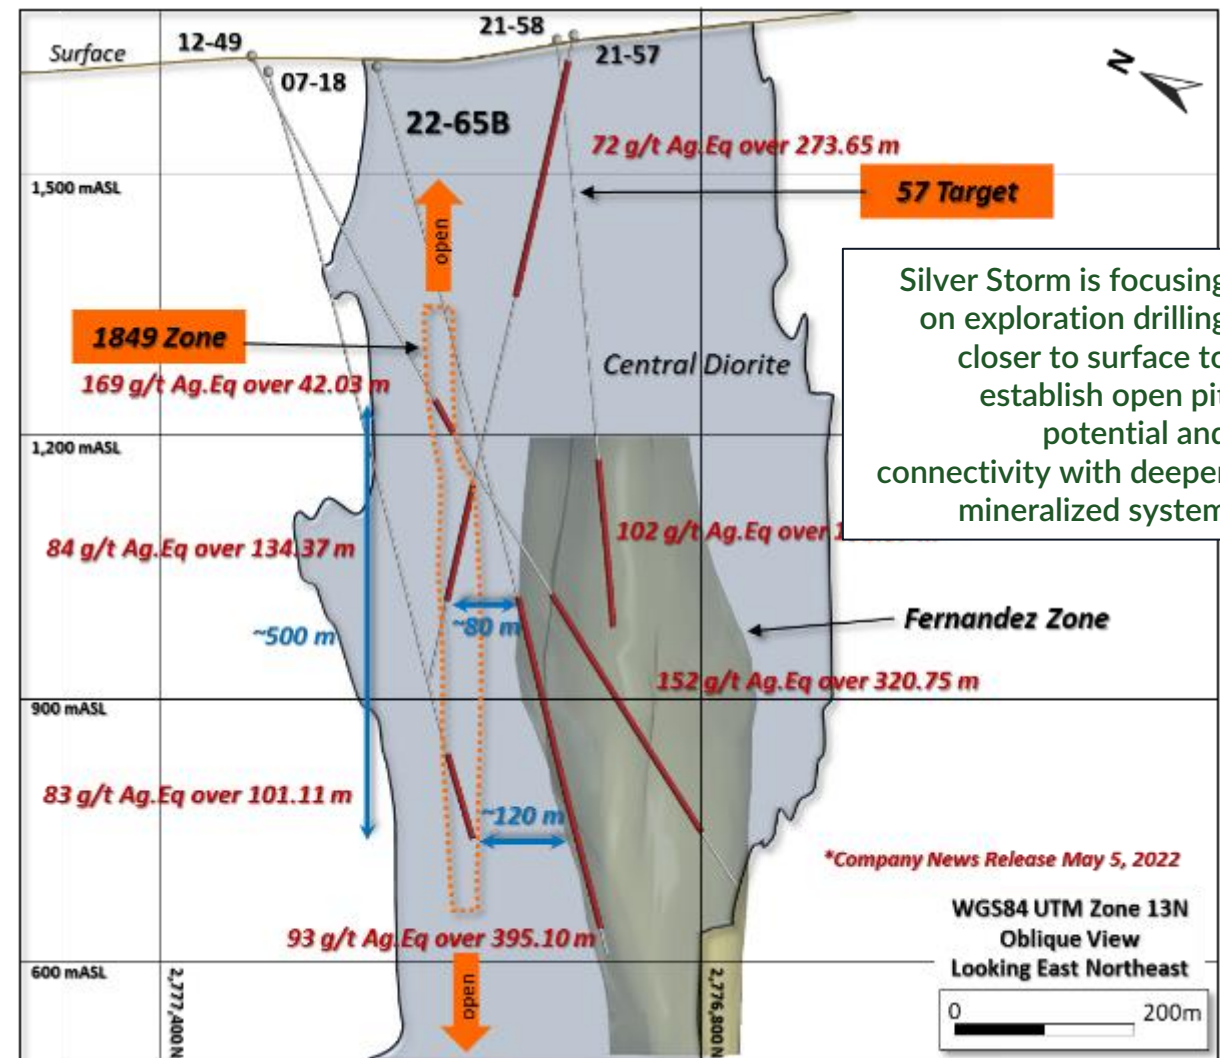 Surface
12-49
07-18
21-58
21-57
22-65B
N
72 g/t Ag.Eq over 273.65 m
1,500 mASL
57 Target
open
Silver Storm is focusing
on exploration drilling
closer to surface to
establish open pit
potential and
connectivity with deeper
mineralized system
1849 Zone
Central Diorite
169 g/t Ag.Eq over 42.03 m
1,200 mASL
102 g/t Ag.Eq over
84 g/t Ag.Eq over 134.37 m
~80 m
~500 m
Fernandez Zone
152 g/t Ag.Eq over 320.75 m
900 mASL
83 g/t Ag.Eq over 101.11 m
~120 m
*Company News Release May 5, 2022
93 g/t Ag.Eq over 395.10 m
WGS84 UTM Zone 13N
Oblique View
Looking East Northeast
600 mASL
2,777,400 N
open
2,776,800 N
0 200m